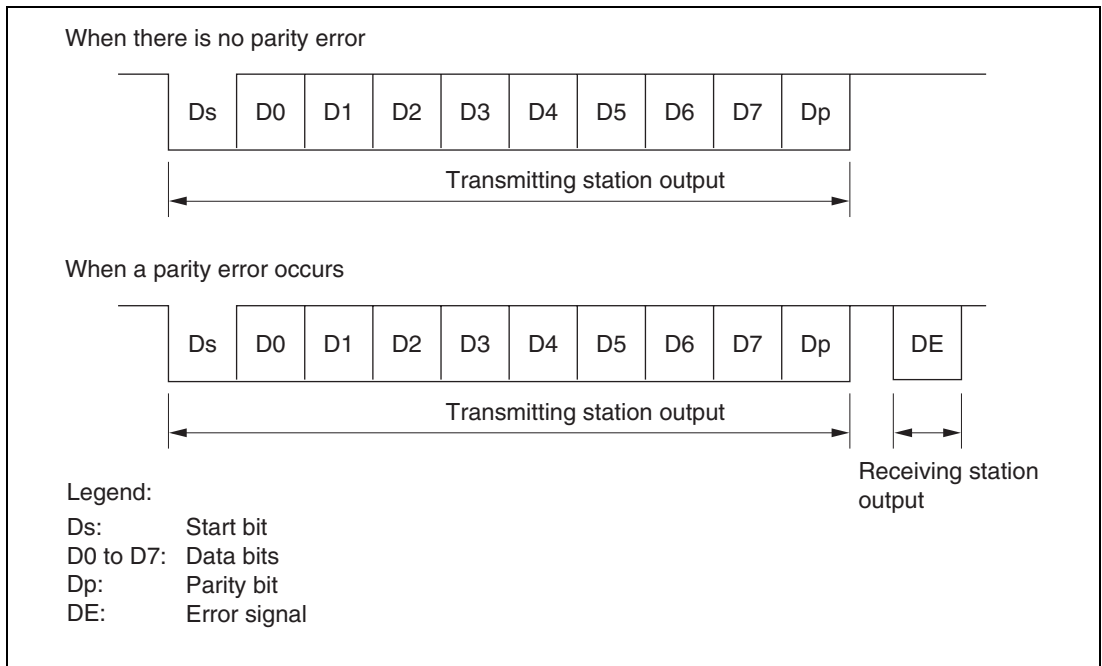 When there is no parity error
Ds D0 D1 D2 D3 D4 D5 D6 D7 Dp
Transmitting station output
When a parity error occurs
Ds D0 D1 D2 D3 D4 D5 D6 D7 Dp DE
Transmitting station output
Receiving station
output
Legend:
Ds: Start bit
D0 to D7: Data bits
Dp: Parity bit
DE: Error signal